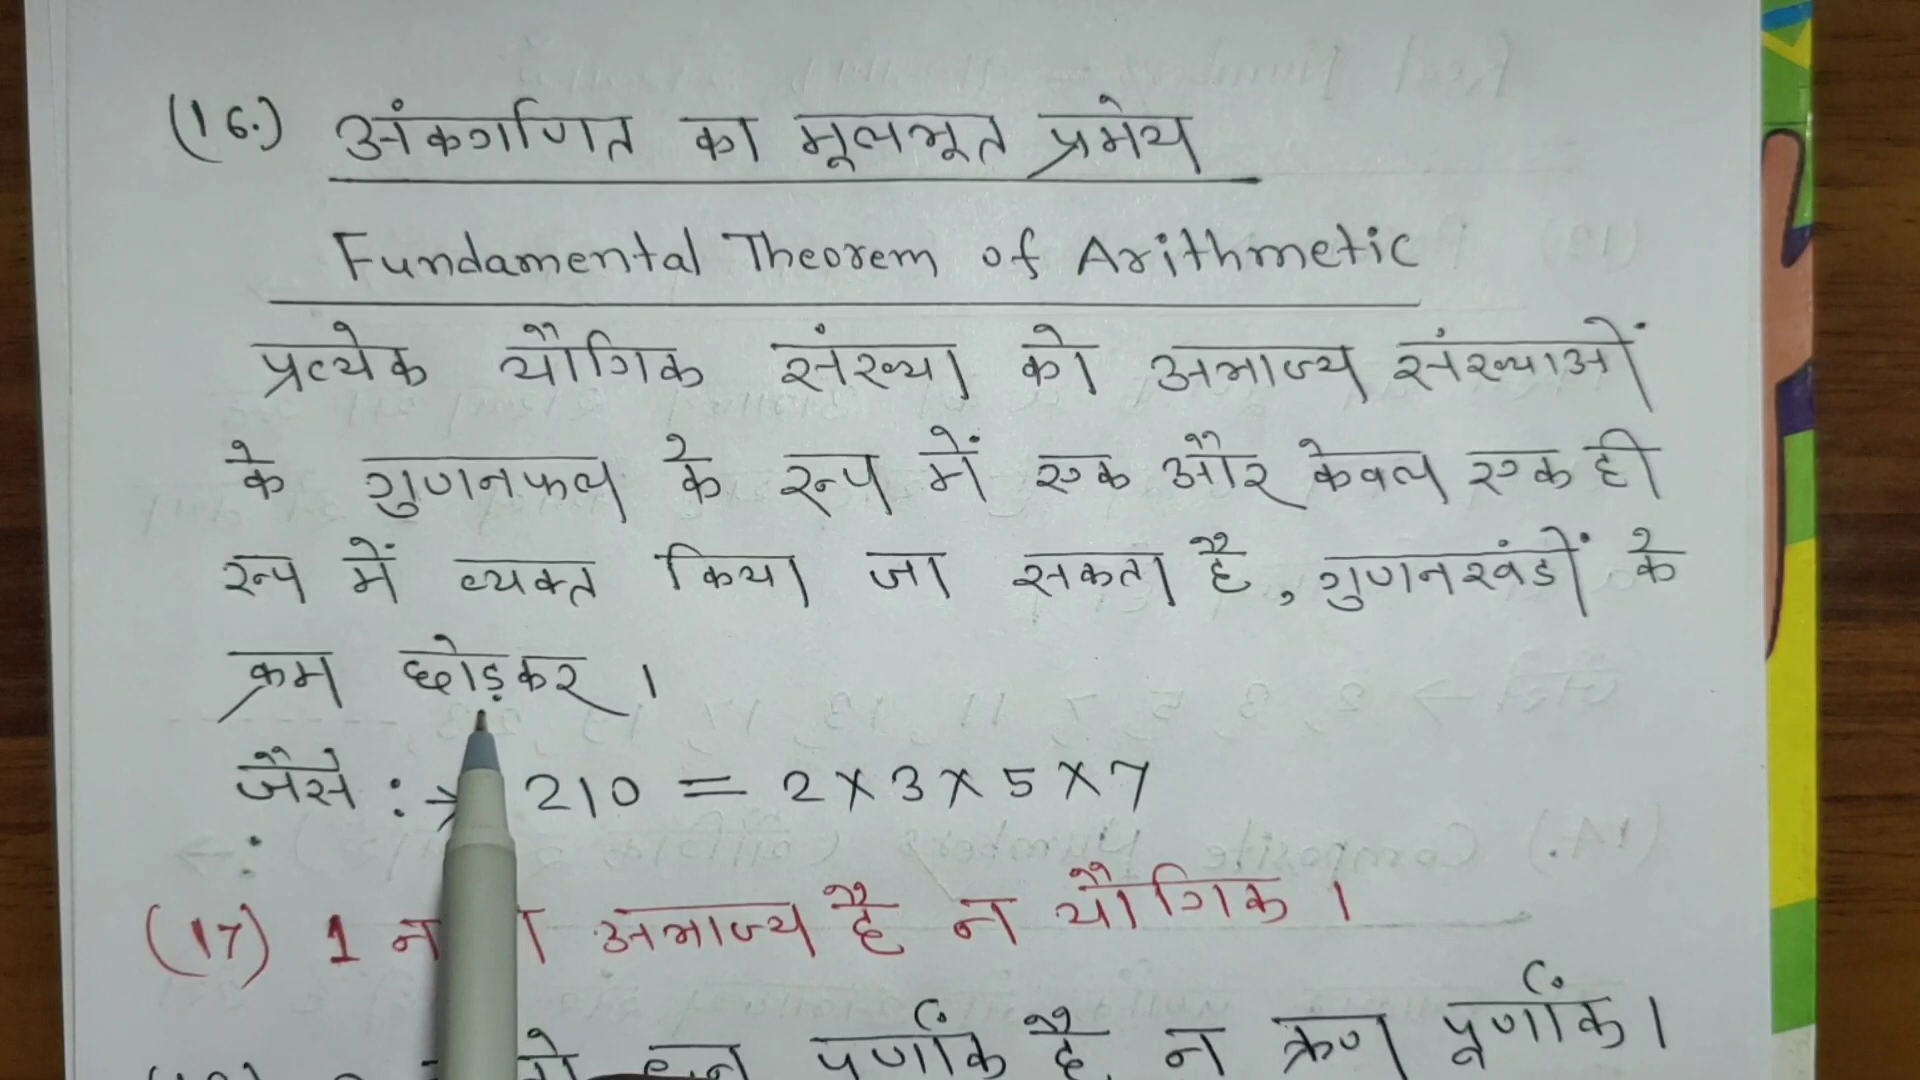 (16.) अंकगणित का मूलभूत प्रमेय
Fundamental Theorem of Arithmetic
प्रत्येक यौगिक संख्या को अभाज्य संख्याओं
के गुणनफल के रूप में एक और केवल एक ही
रूप में व्यक्त किया जा सकता है, गुणनखंडों के
क्रम छोड़कर ।
जैसे :→ 210 = 2×3×5×7
(17) 1 न अभाज्य है न यौगिक ।
पूर्णांक है न ऋण पूर्णांक ।